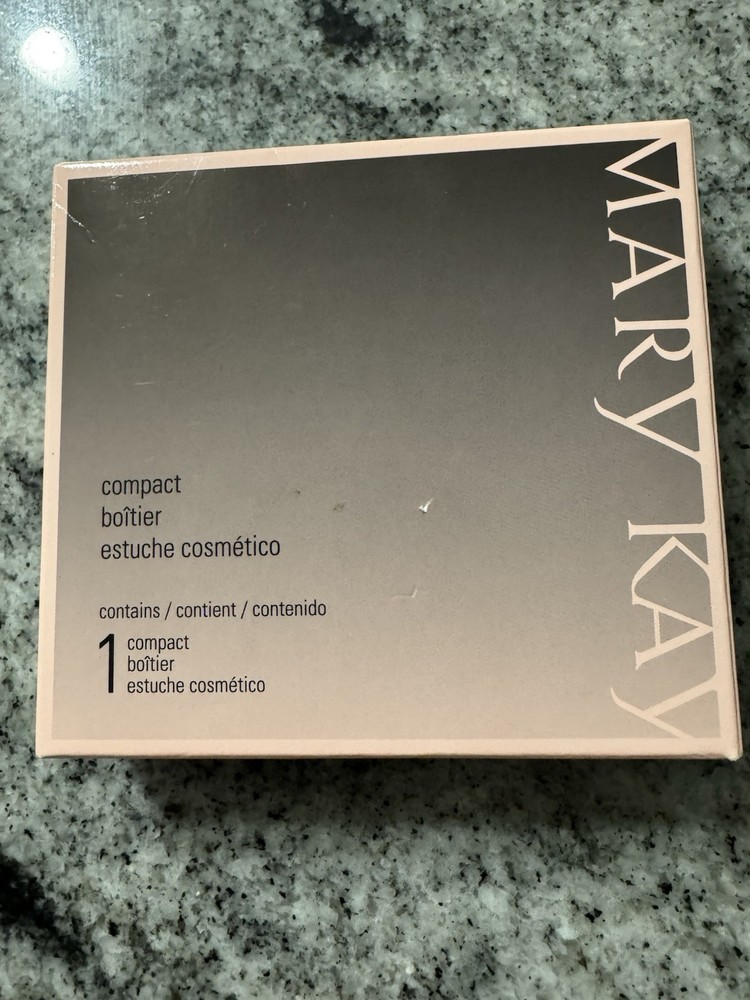 MARY KAY
compact
boîtier
estuche cosmético
contains / contient / contenido
1 compact
boîtier
estuche cosmético